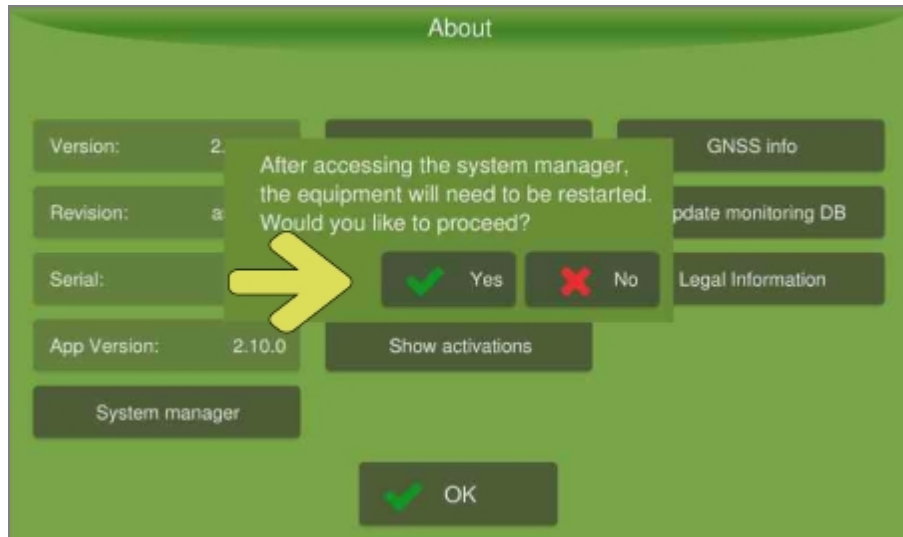 About
Version: 2.
GNSS info
After accessing the system manager,
the equipment will need to be restarted.
Would you like to proceed?
Revision:
pdate monitoring DB
Serial:
Yes
No
Legal Information
App Version: 2.10.0
Show activations
System manager
OK